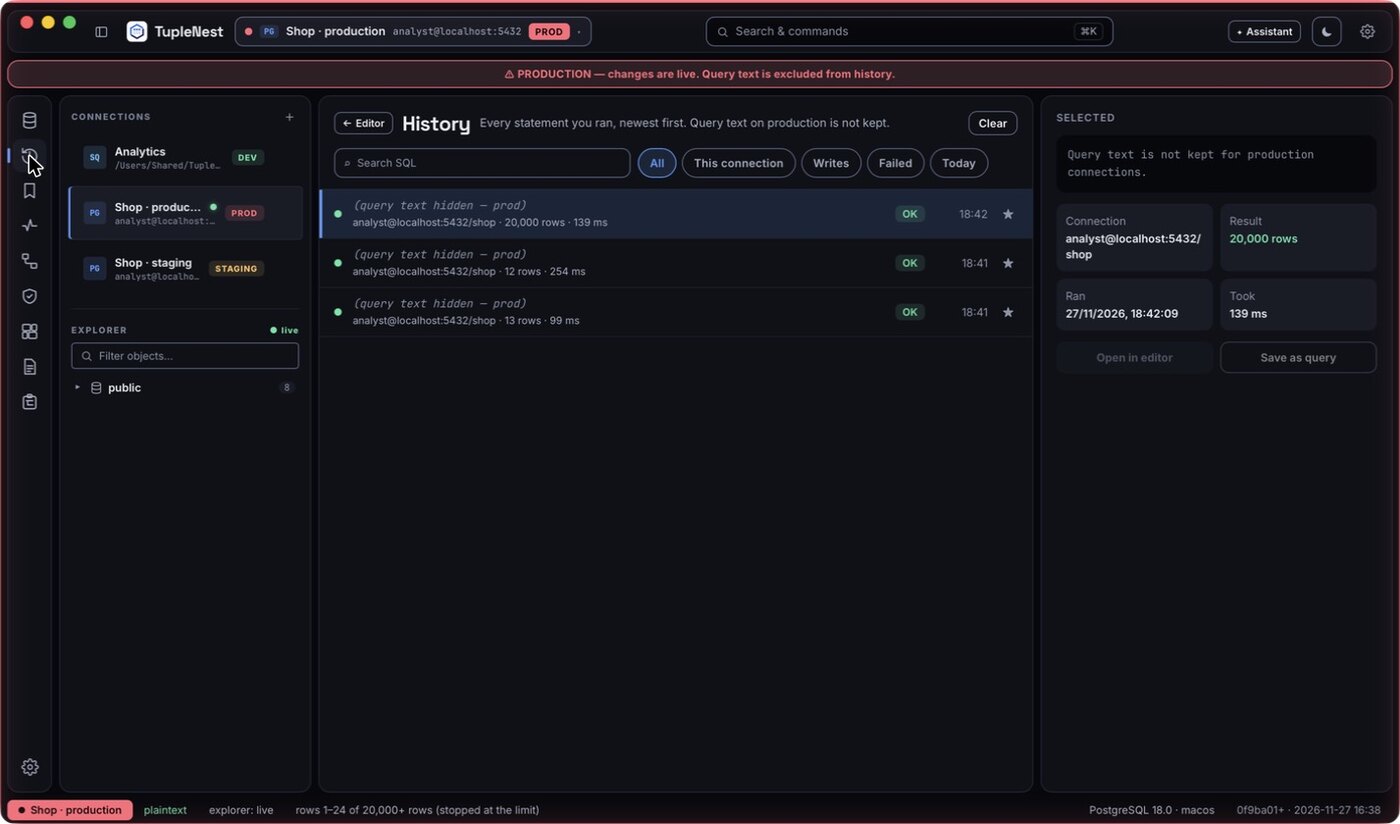 TupleNest
PG Shop · production analyst@localhost:5432 PROD
Search & commands ⌘K
Assistant
⚠ PRODUCTION — changes are live. Query text is excluded from history.
CONNECTIONS +
SQ Analytics DEV
/Users/Shared/Tuple…
PG Shop · produc… PROD
analyst@localhost:…
PG Shop · staging STAGING
analyst@localho…
EXPLORER live
Filter objects…
public 8
← Editor History Every statement you ran, newest first. Query text on production is not kept. Clear
Search SQL All This connection Writes Failed Today
(query text hidden — prod)
analyst@localhost:5432/shop · 20,000 rows · 139 ms OK 18:42 ★
(query text hidden — prod)
analyst@localhost:5432/shop · 12 rows · 254 ms OK 18:41 ★
(query text hidden — prod)
analyst@localhost:5432/shop · 13 rows · 99 ms OK 18:41 ★
SELECTED
Query text is not kept for production
connections.
Connection
analyst@localhost:5432/
shop
Result
20,000 rows
Ran
27/11/2026, 18:42:09
Took
139 ms
Open in editor Save as query
Shop · production plaintext explorer: live rows 1–24 of 20,000+ rows (stopped at the limit) PostgreSQL 18.0 · macos 0f9ba01+ · 2026-11-27 16:38